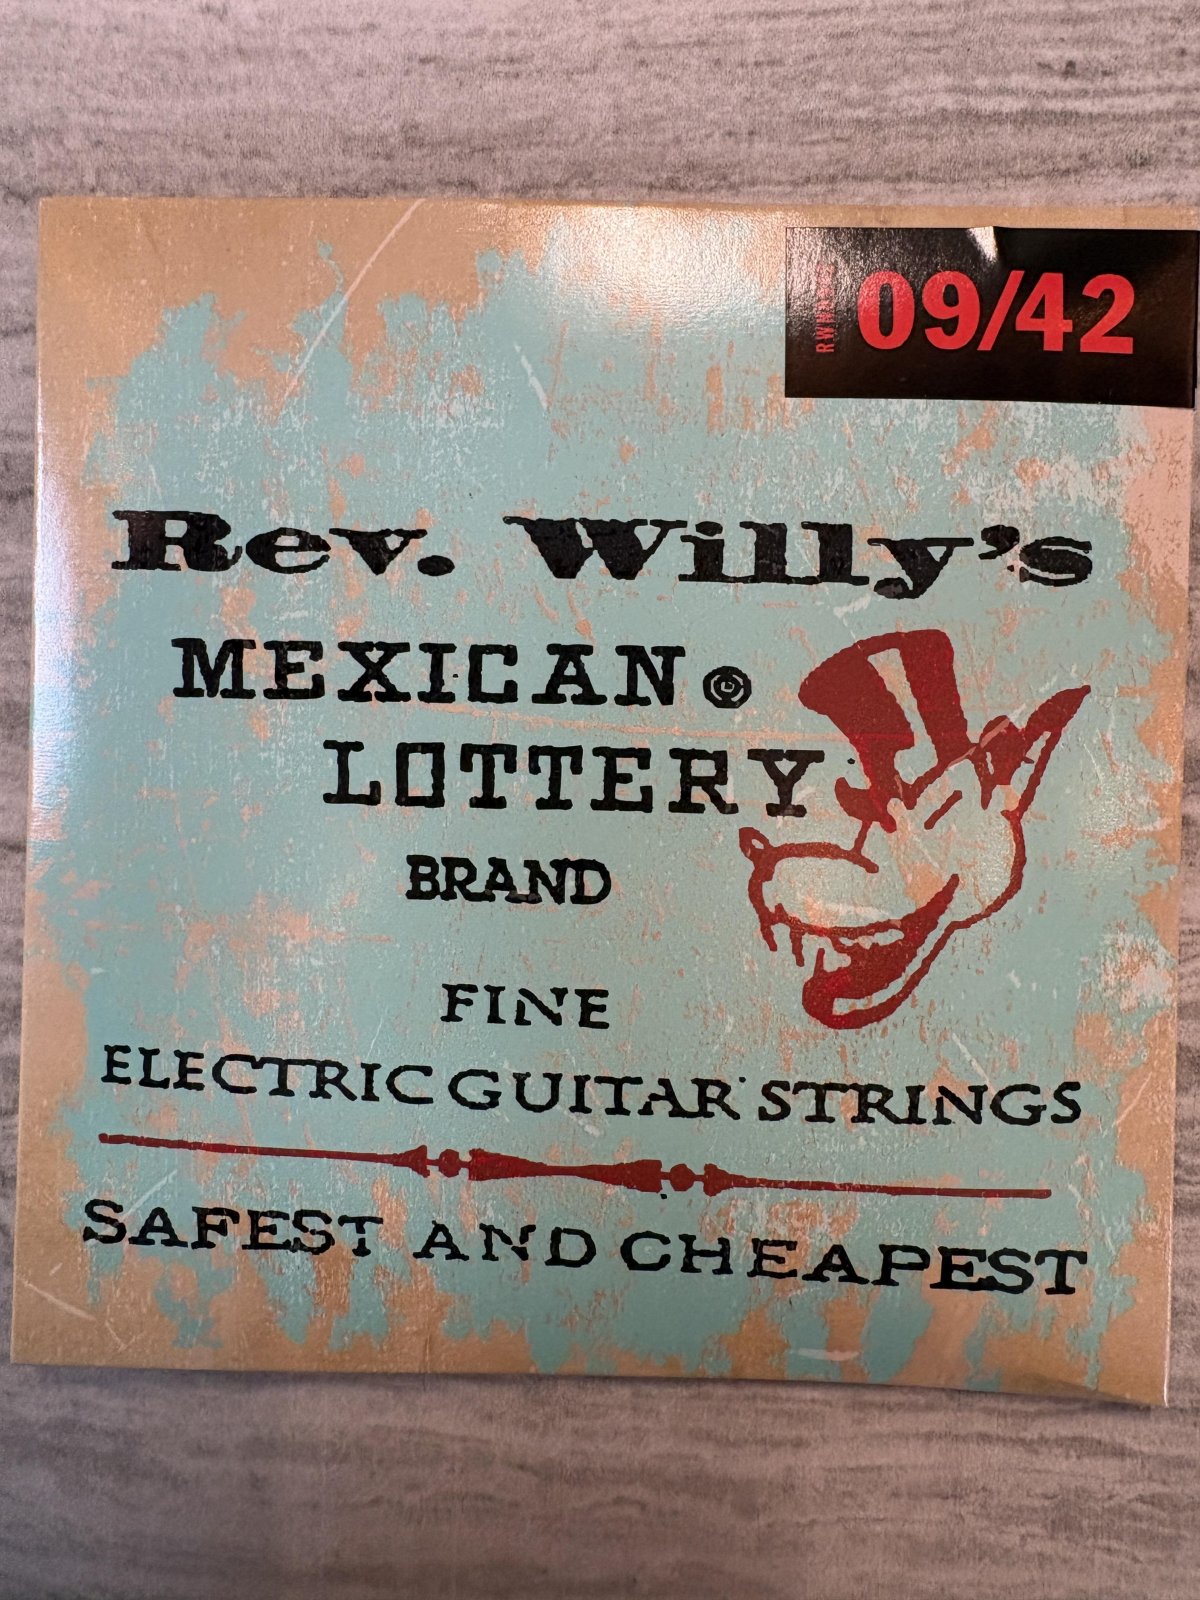 09/42
Rev. Willy's
MEXICAN
LOTTERY
BRAND
FINE
ELECTRIC GUITAR STRINGS
SAFEST AND CHEAPEST